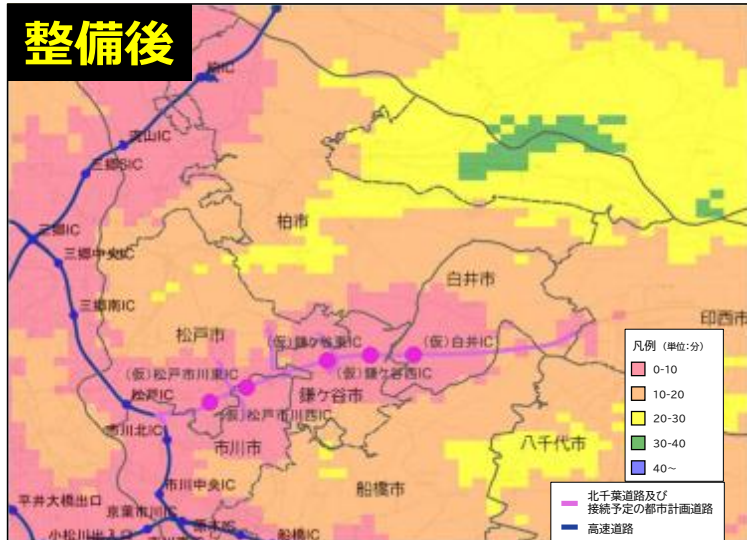 整備後
柏IC
流山IC
三郷SIC
三郷IC
三郷中央IC
柏市
白井市
三郷南IC
印西市
松戸市
(仮)鎌ケ谷東IC
(仮)白井IC
(仮)松戸市川東IC
(仮)鎌ケ谷西IC
松戸IC
鎌ケ谷市
(仮)松戸市川西IC
市川北IC
市川市
八千代市
市川中央IC
船橋市
平井大橋出口
京葉市川IC
小松川出入口
船橋IC
凡例 (単位:分)
0-10
10-20
20-30
30-40
40～
北千葉道路及び
接続予定の都市計画道路
高速道路